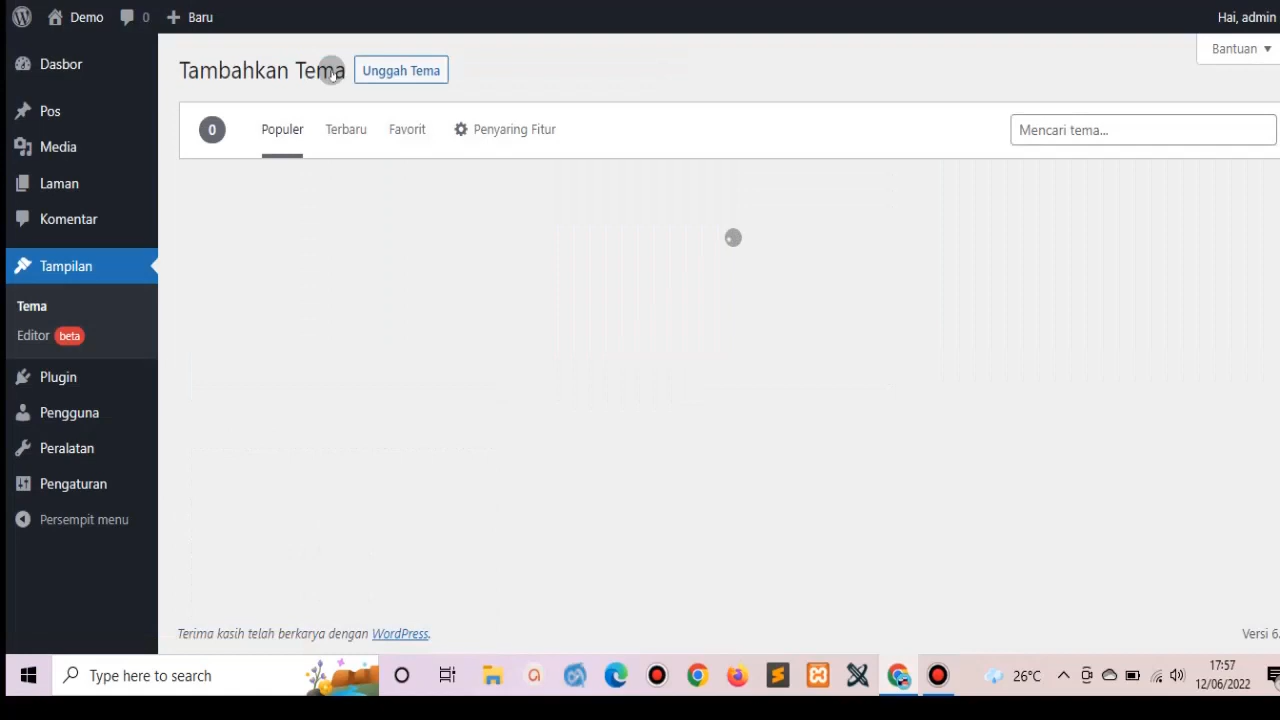 Demo 0 Baru Hai, admin
Bantuan
Dasbor
Pos
Media
Laman
Komentar
Tampilan
Tema
Editor beta
Plugin
Pengguna
Peralatan
Pengaturan
Persempit menu
Tambahkan Tema Unggah Tema
0 Populer Terbaru Favorit Penyaring Fitur Mencari tema...
Terima kasih telah berkarya dengan WordPress. Versi 6.
Type here to search 26°C 17:57
12/06/2022